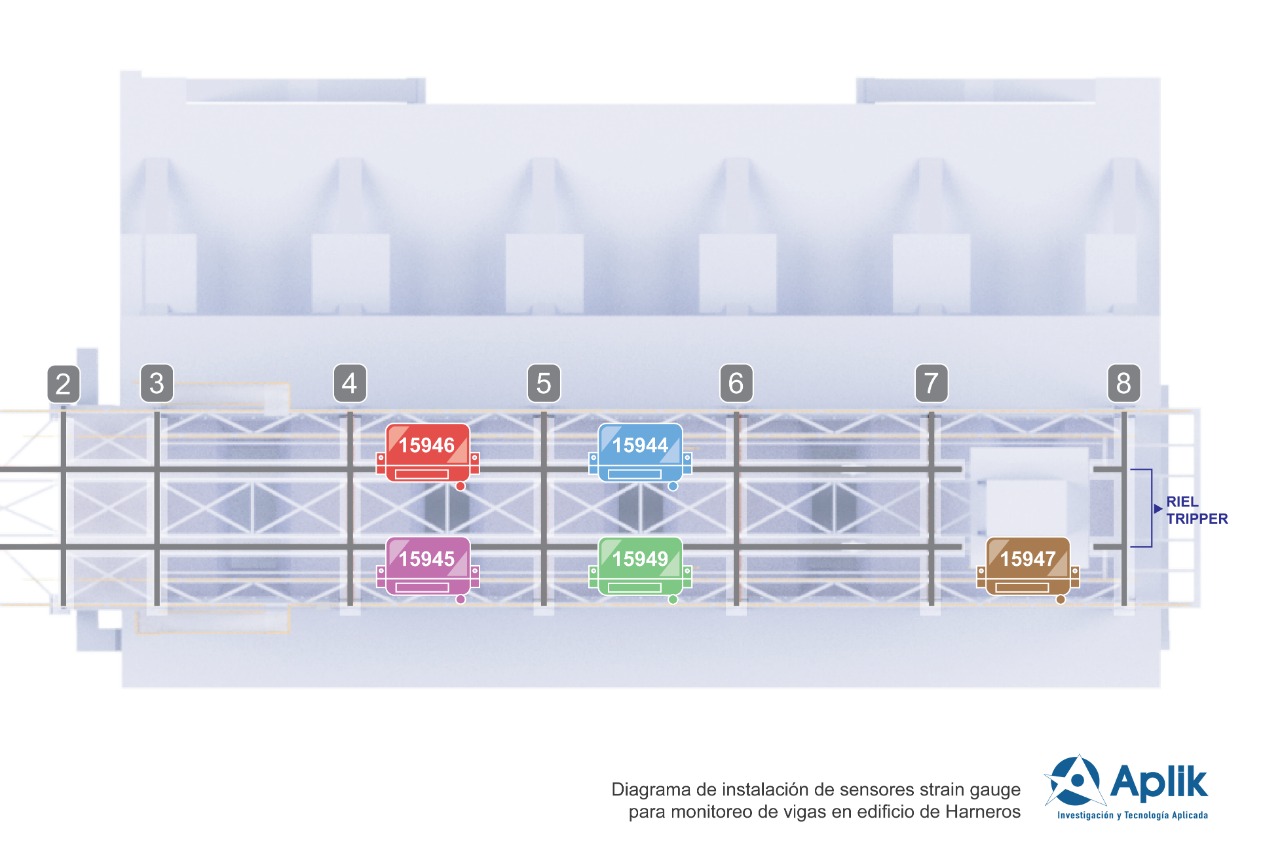 2
3
4
5
6
7
8
15946
15944
15945
15949
15947
RIEL
TRIPPER
Diagrama de instalación de sensores strain gauge
para monitoreo de vigas en edificio de Harneros
Aplik
Investigación y Tecnología Aplicada